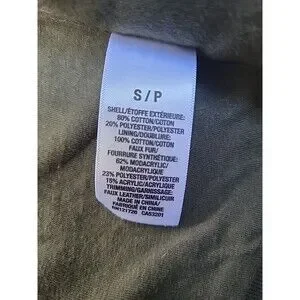 S/P
SHELL/ÉTOFFE EXTÉRIEURE:
80% COTTON/COTON
20% POLYESTER/POLYESTER
LINING/DOUBLURE:
100% COTTON/COTON
FAUX FUR/
FOURRURE SYNTHÉTIQUE:
62% MODACRYLIC/
MODACRYLIQUE
23% POLYESTER/POLYESTER
15% ACRYLIC/ACRYLIQUE
TRIMMING/GARNISSAGE:
FAUX LEATHER/SIMILICUIR
MADE IN CHINA/
FABRIQUÉ EN CHINE
CA53201